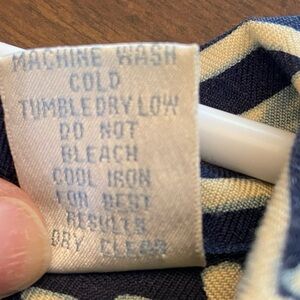 MACHINE WASH
COLD
TUMBLEDRY LOW
DO NOT
BLEACH
COOL IRON
FOR BEST
RESULTS
DRY CLEAN